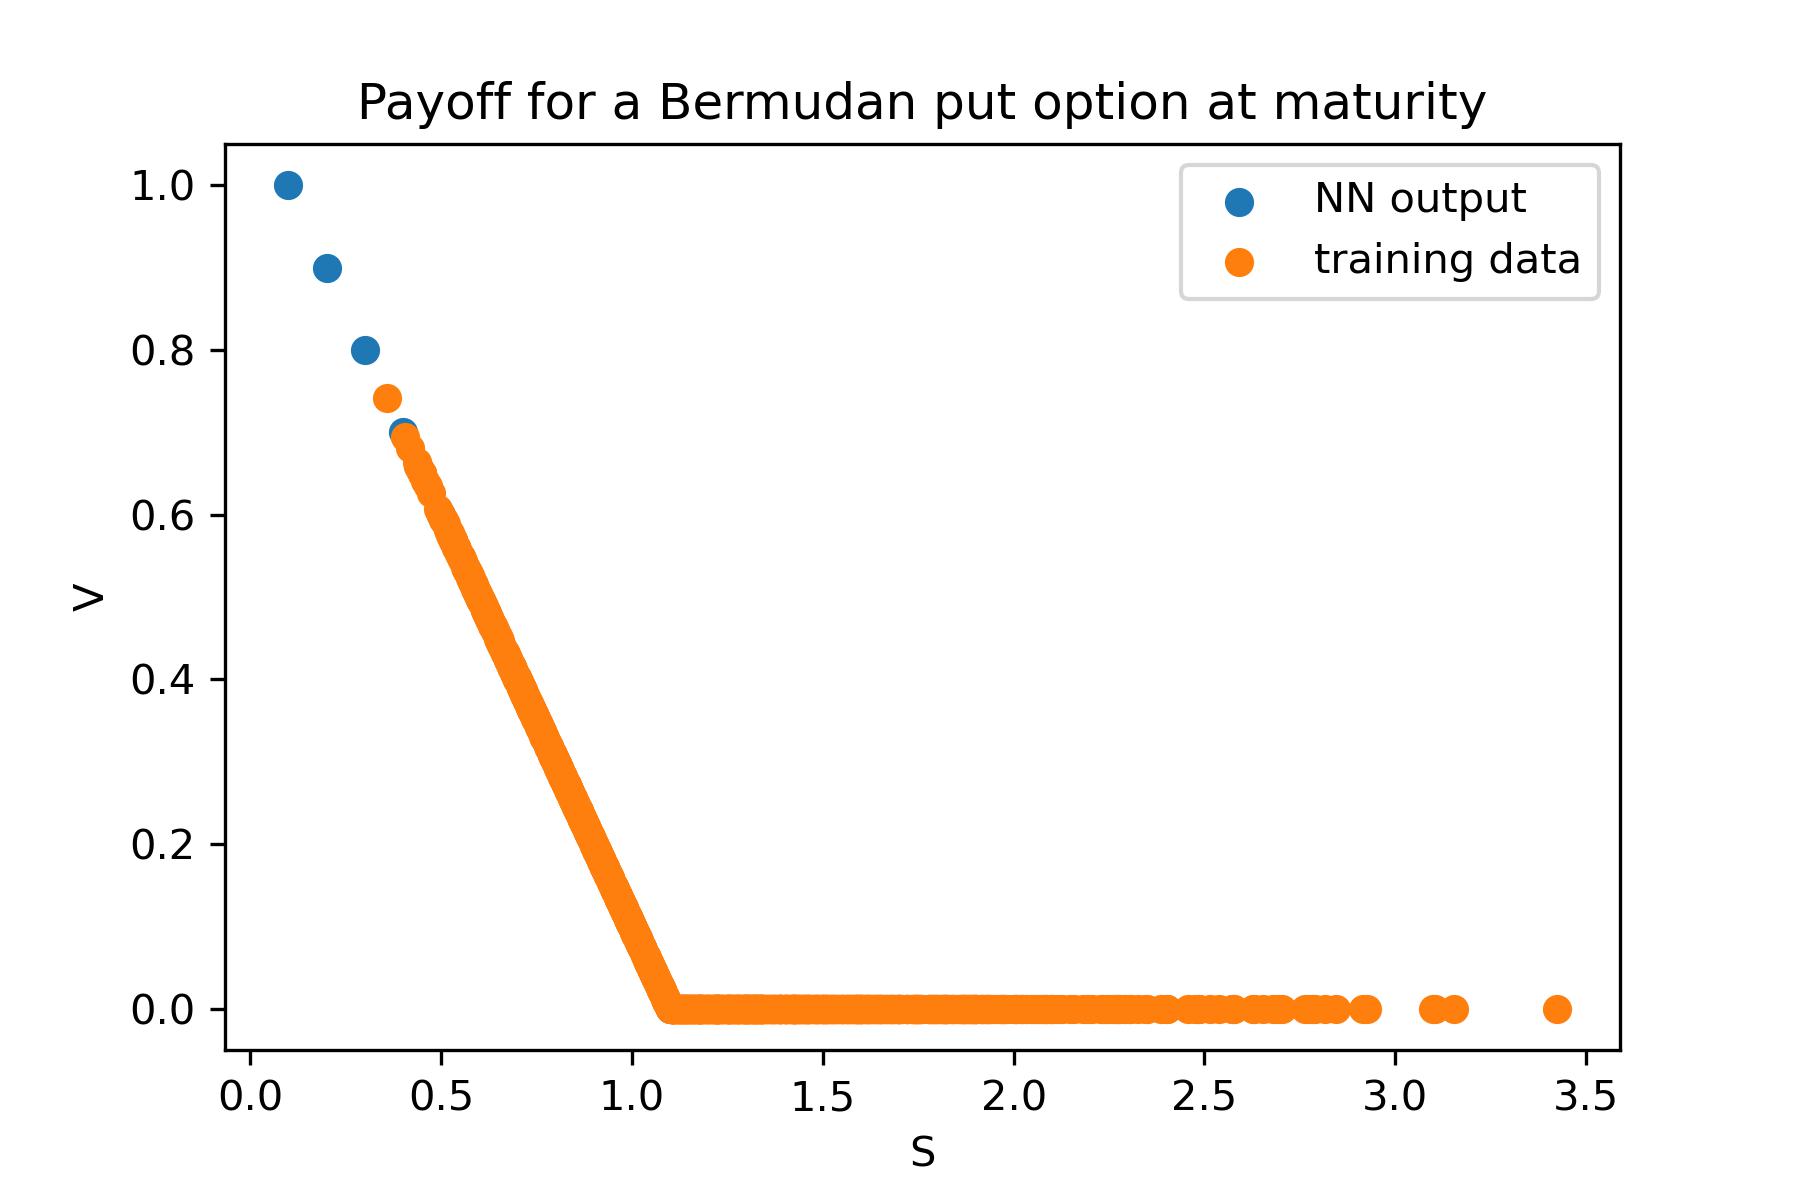 Payoff for a Bermudan put option at maturity
NN output
training data
1.0
0.8
0.6
0.4
0.2
0.0
V
0.0 0.5 1.0 1.5 2.0 2.5 3.0 3.5
S